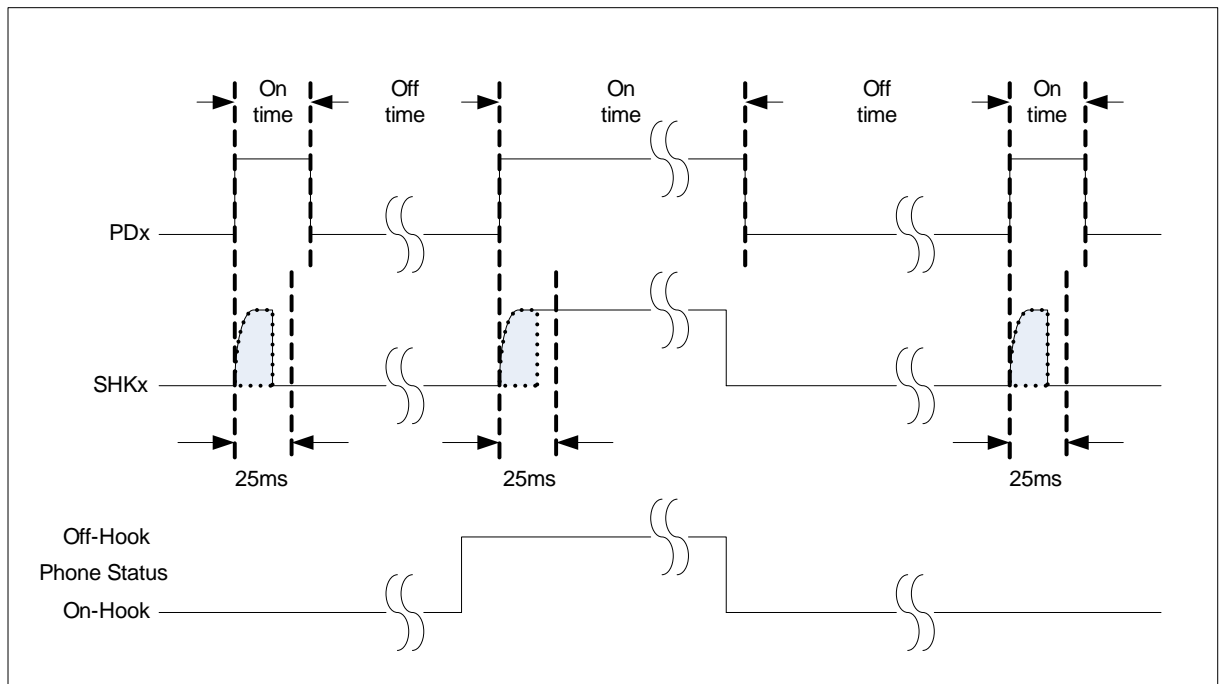 On time
Off time
On time
Off time
On time
PDx
SHKx
25ms
25ms
25ms
Off-Hook
Phone Status
On-Hook